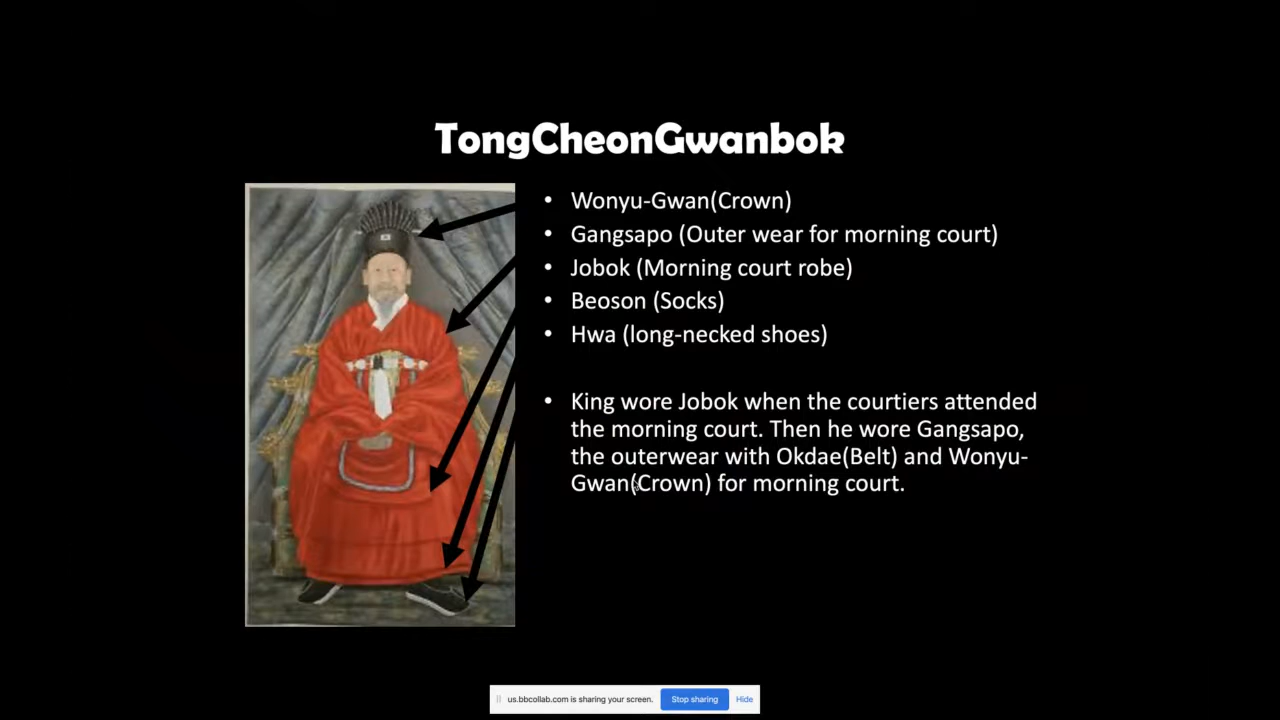 TongCheonGwanbok
• Wonyu-Gwan(Crown)
• Gangsapo (Outer wear for morning court)
• Jobok (Morning court robe)
• Beoson (Socks)
• Hwa (long-necked shoes)
• King wore Jobok when the courtiers attended
the morning court. Then he wore Gangsapo,
the outerwear with Okdae(Belt) and Wonyu-
Gwan(Crown) for morning court.
us.bbcollab.com is sharing your screen. Stop sharing Hide